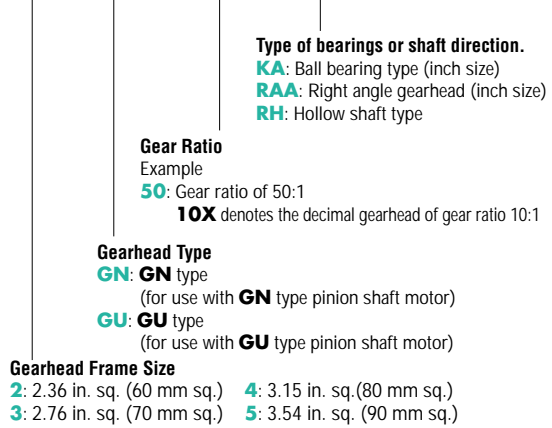 Type of bearings or shaft direction.
KA: Ball bearing type (inch size)
RAA: Right angle gearhead (inch size)
RH: Hollow shaft type
Gear Ratio
Example
50: Gear ratio of 50:1
10X denotes the decimal gearhead of gear ratio 10:1
Gearhead Type
GN: GN type
(for use with GN type pinion shaft motor)
GU: GU type
(for use with GU type pinion shaft motor)
Gearhead Frame Size
2: 2.36 in. sq. (60 mm sq.) 4: 3.15 in. sq.(80 mm sq.)
3: 2.76 in. sq. (70 mm sq.) 5: 3.54 in. sq. (90 mm sq.)